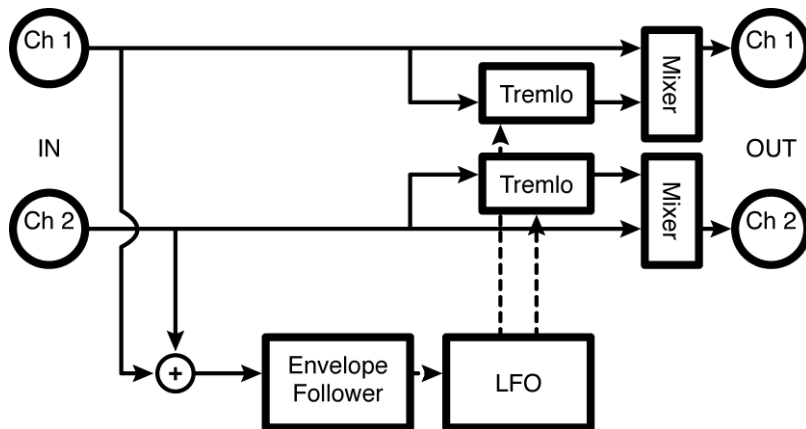 Ch 1
Ch 1
Tremlo
Mixer
IN
OUT
Tremlo
Mixer
Ch 2
Ch 2
+
Envelope
Follower
LFO